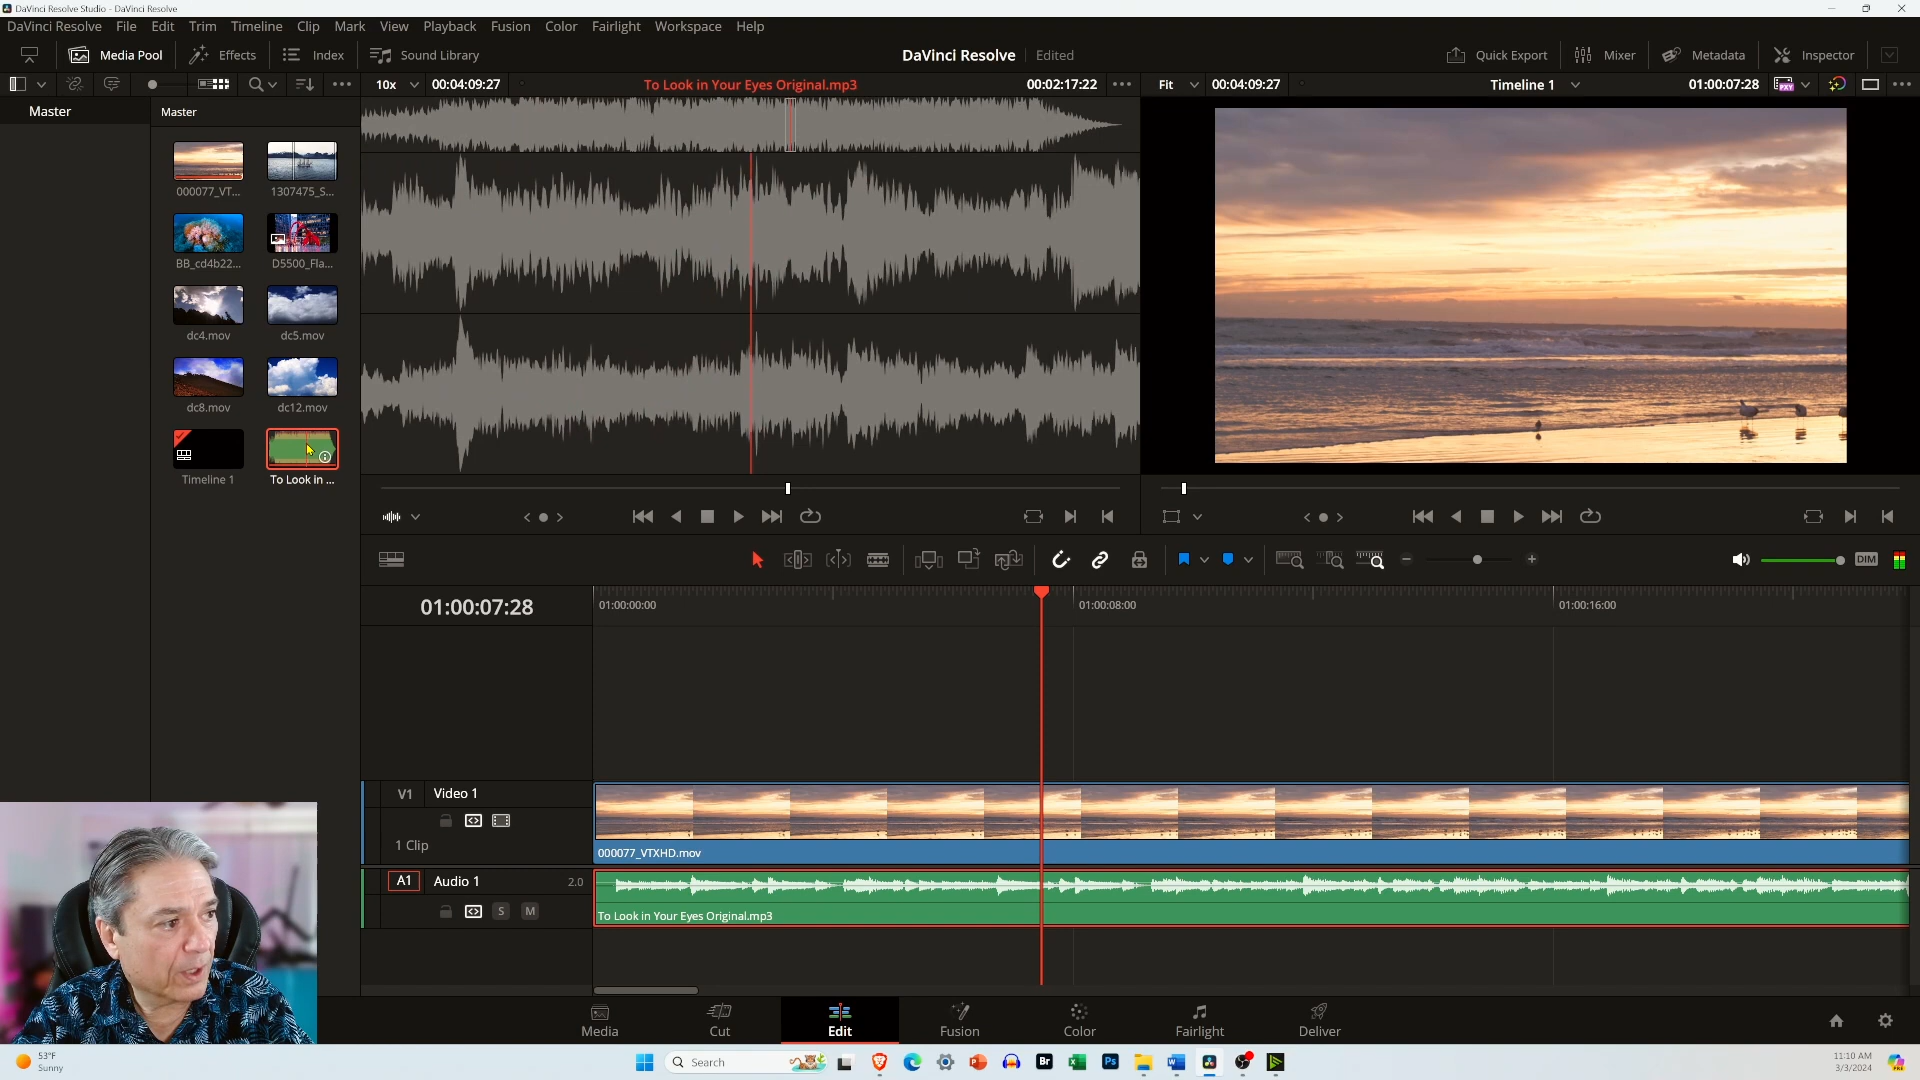 DaVinci Resolve Studio - DaVinci Resolve
DaVinci Resolve File Edit Trim Timeline Clip Mark View Playback Fusion Color Fairlight Workspace Help
Media Pool Effects Index Sound Library DaVinci Resolve Edited Quick Export Mixer Metadata Inspector
10x 00:04:09:27 To Look in Your Eyes Original.mp3 00:02:17:22 Fit 00:04:09:27 Timeline 1 01:00:07:28
Master Master
000077_VT... 1307475_S...
BB_cd4b22... D5500_Fla...
dc4.mov dc5.mov
dc8.mov dc12.mov
Timeline 1 To Look in ...
DIM
01:00:07:28 01:00:00:00 01:00:08:00 01:00:16:00
V1 Video 1
1 Clip
000077_VTXHD.mov
A1 Audio 1 2.0
S M
To Look in Your Eyes Original.mp3
Media Cut Edit Fusion Color Fairlight Deliver
53°F
Sunny
Search
Br
Ps
11:10 AM
3/3/2024